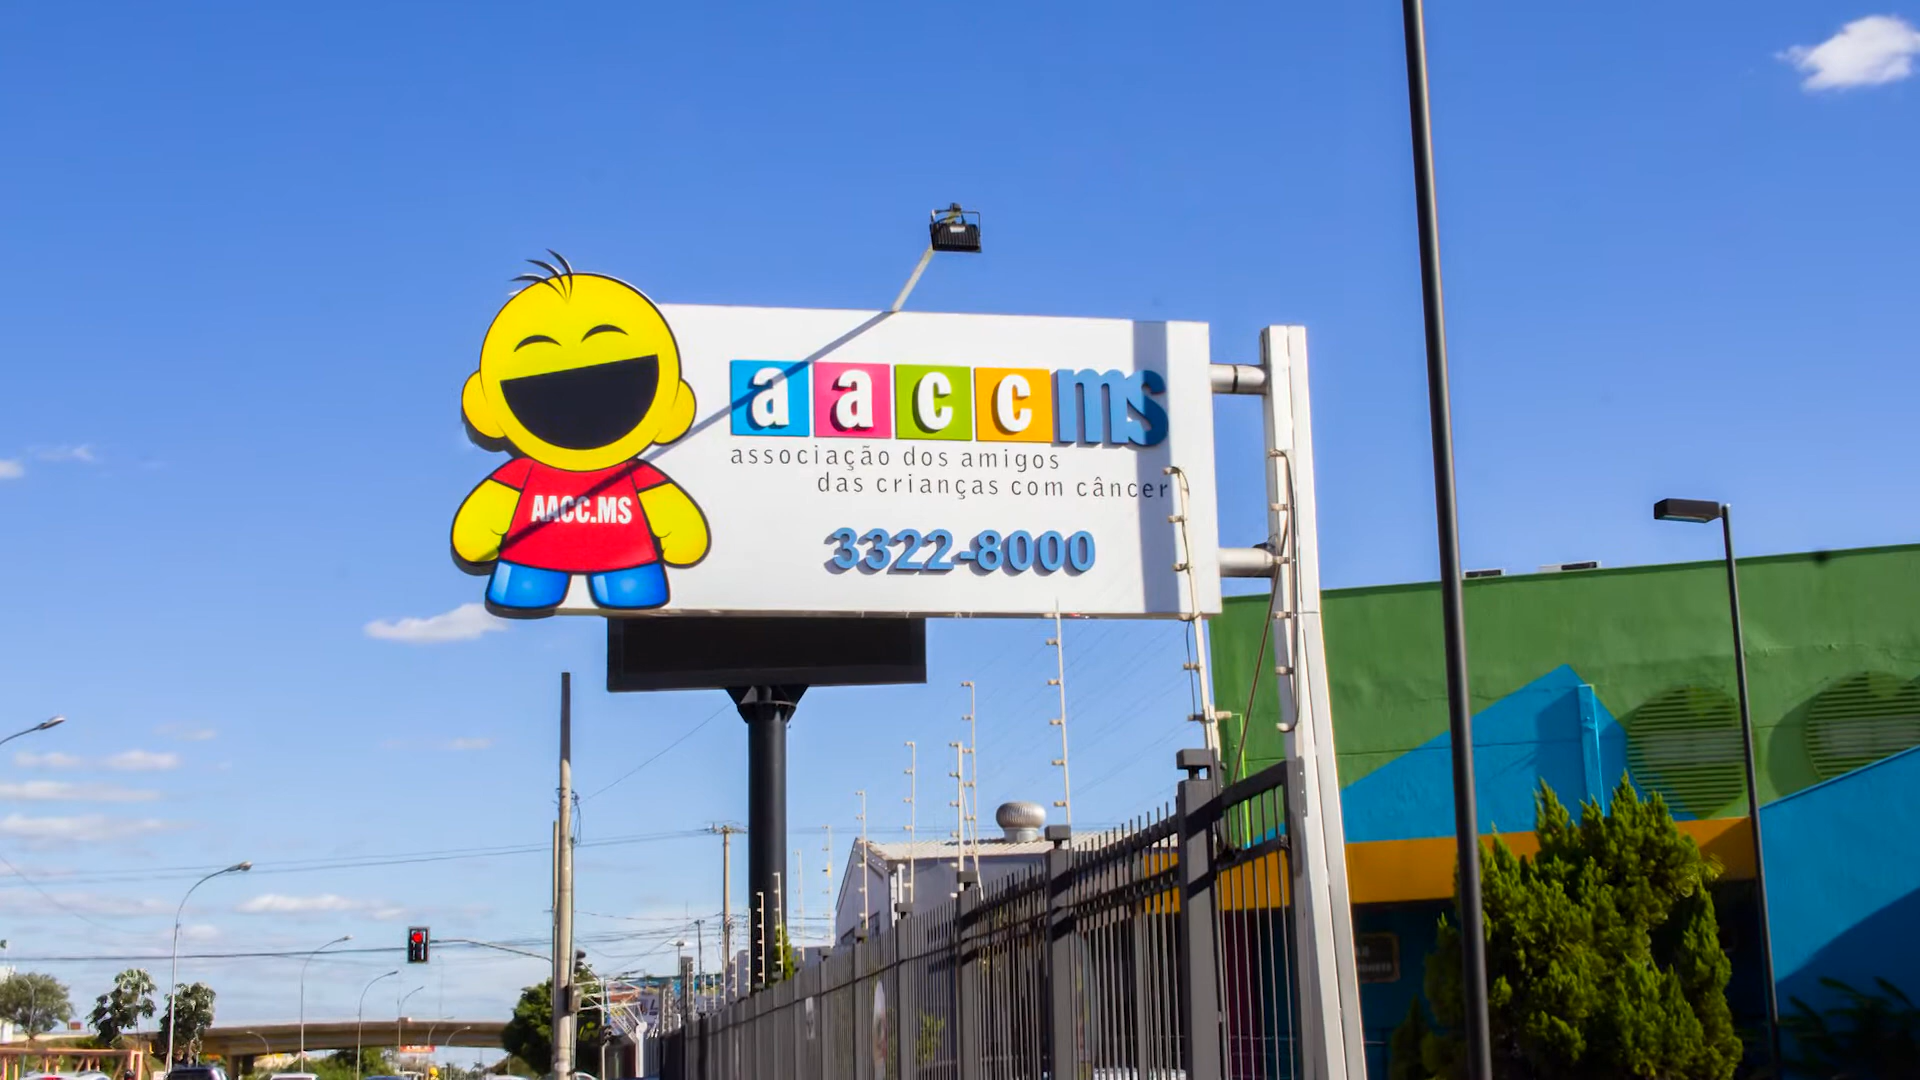 aaccms
associação dos amigos
das crianças com câncer
AACC.MS
3322-8000